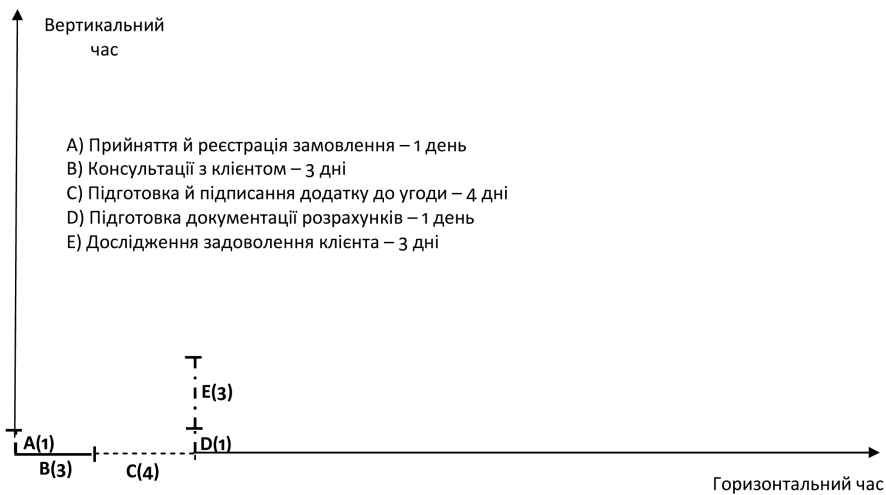 Вертикальний
час
A) Прийняття й реєстрація замовлення – 1 день
B) Консультації з клієнтом – 3 дні
C) Підготовка й підписання додатку до угоди – 4 дні
D) Підготовка документації розрахунків – 1 день
E) Дослідження задоволення клієнта – 3 дні
E(3)
A(1)
D(1)
B(3)
C(4)
Горизонтальний час